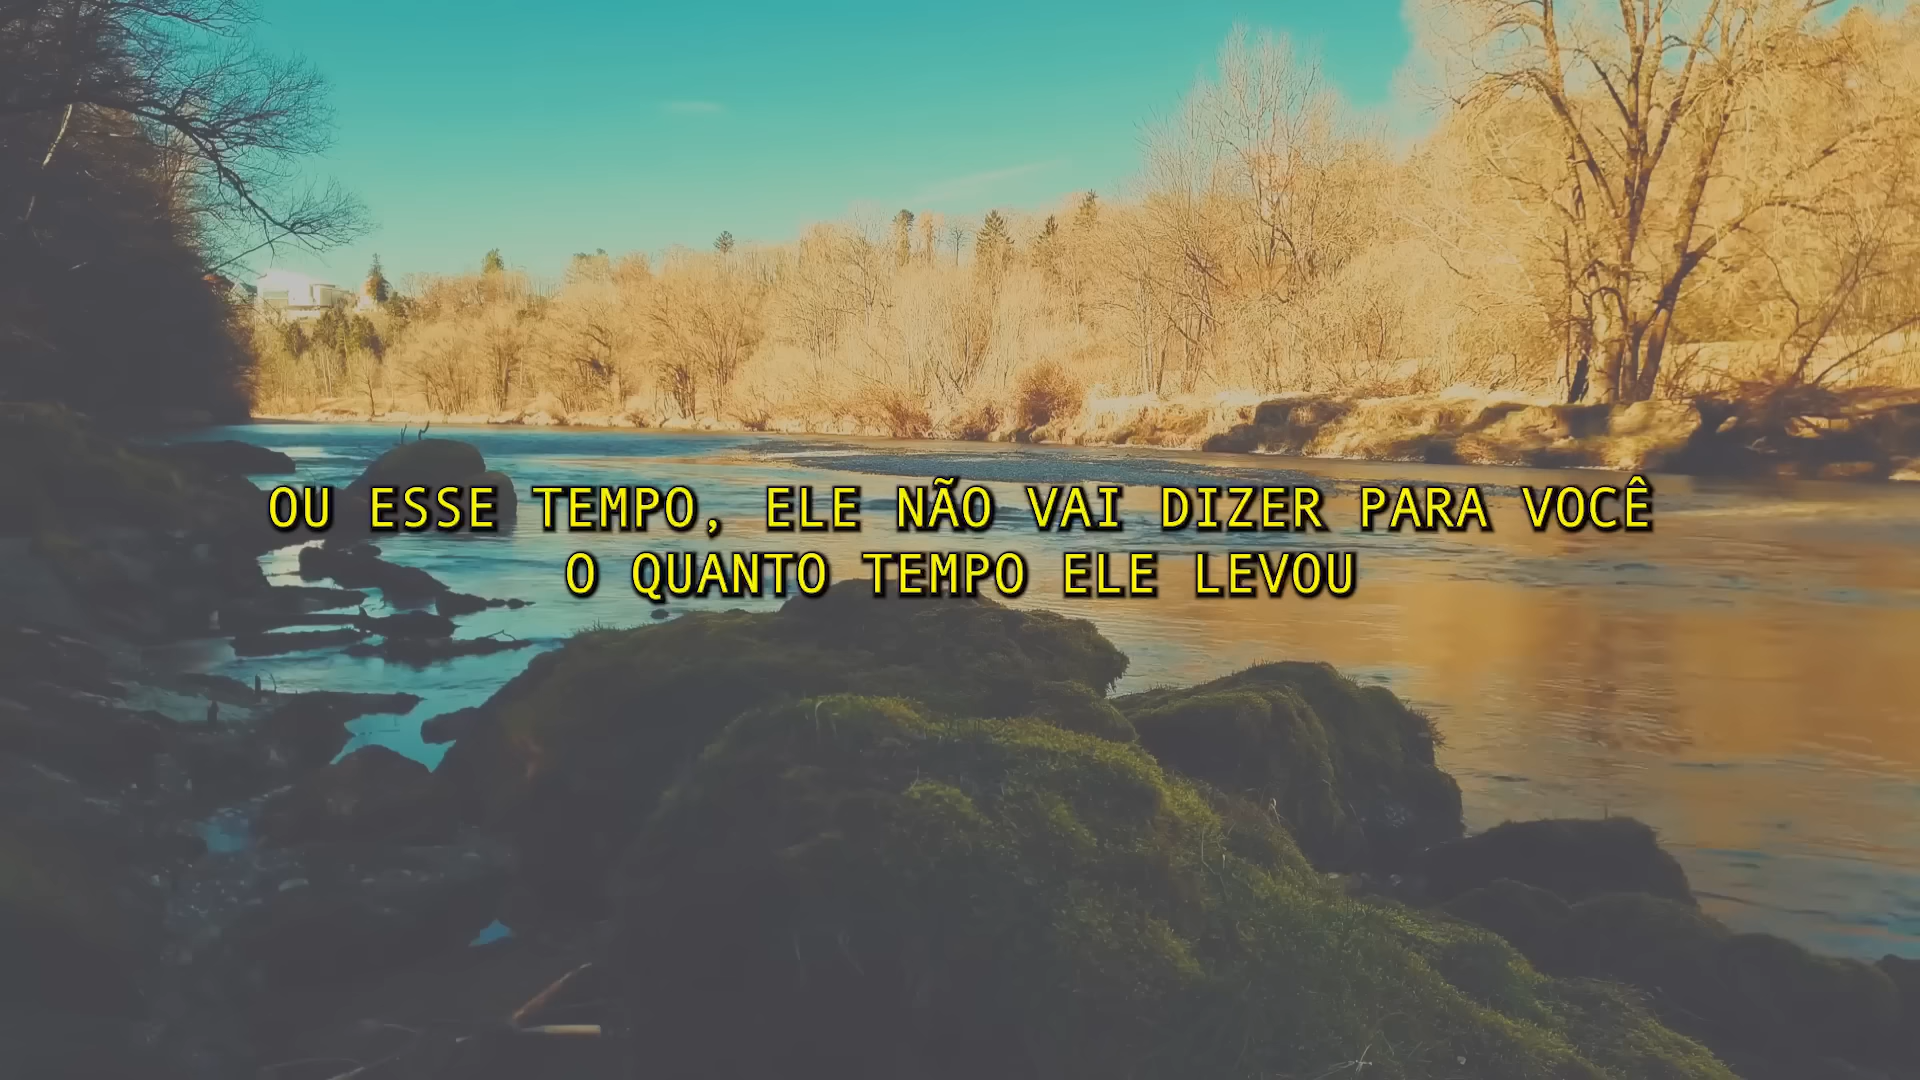 OU ESSE TEMPO, ELE NÃO VAI DIZER PARA VOCÊ
O QUANTO TEMPO ELE LEVOU